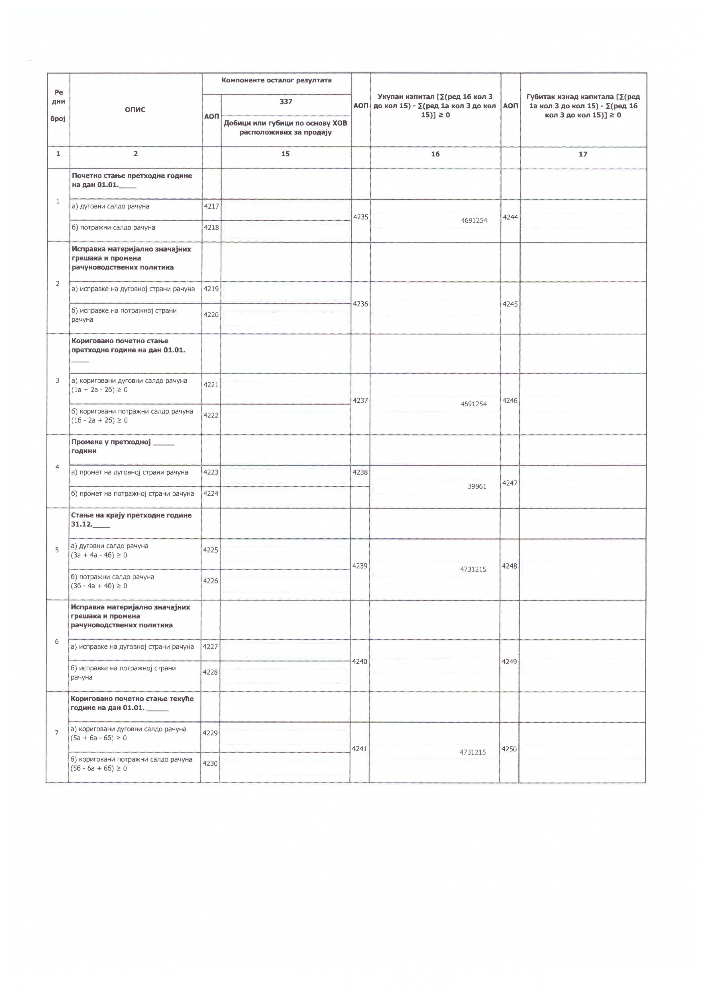 Ре
дни
број
ОПИС
Компоненте осталог резултата
АОП
337
Добици или губици по основу ХОВ
расположивих за продају
АОП
Укупан капитал [Σ(ред 1б кол 3
до кол 15) - Σ(ред 1а кол 3 до кол
15)] ≥ 0
АОП
Губитак изнад капитала [Σ(ред
1а кол 3 до кол 15) - Σ(ред 1б
кол 3 до кол 15)] ≥ 0
1 2 15 16 17
1
Почетно стање претходне године
на дан 01.01.____
а) дуговни салдо рачуна 4217
б) потражни салдо рачуна 4218
4235 4691254 4244
2
Исправка материјално значајних
грешака и промена
рачуноводствених политика
а) исправке на дуговној страни рачуна 4219
б) исправке на потражној страни
рачуна
4220
4236 4245
3
Кориговано почетно стање
претходне године на дан 01.01.
____
а) кориговани дуговни салдо рачуна
(1а + 2а - 2б) ≥ 0
4221
б) кориговани потражни салдо рачуна
(1б - 2а + 2б) ≥ 0
4222
4237 4691254 4246
4
Промене у претходној _____
години
а) промет на дуговној страни рачуна 4223
б) промет на потражној страни рачуна 4224
4238 39961 4247
5
Стање на крају претходне године
31.12.____
а) дуговни салдо рачуна
(3а + 4а - 4б) ≥ 0
4225
б) потражни салдо рачуна
(3б - 4а + 4б) ≥ 0
4226
4239 4731215 4248
6
Исправка материјално значајних
грешака и промена
рачуноводствених политика
а) исправке на дуговној страни рачуна 4227
б) исправке на потражној страни
рачуна
4228
4240 4249
7
Кориговано почетно стање текуће
године на дан 01.01. _____
а) кориговани дуговни салдо рачуна
(5а + 6а - 6б) ≥ 0
4229
б) кориговани потражни салдо рачуна
(5б - 6а + 6б) ≥ 0
4230
4241 4731215 4250